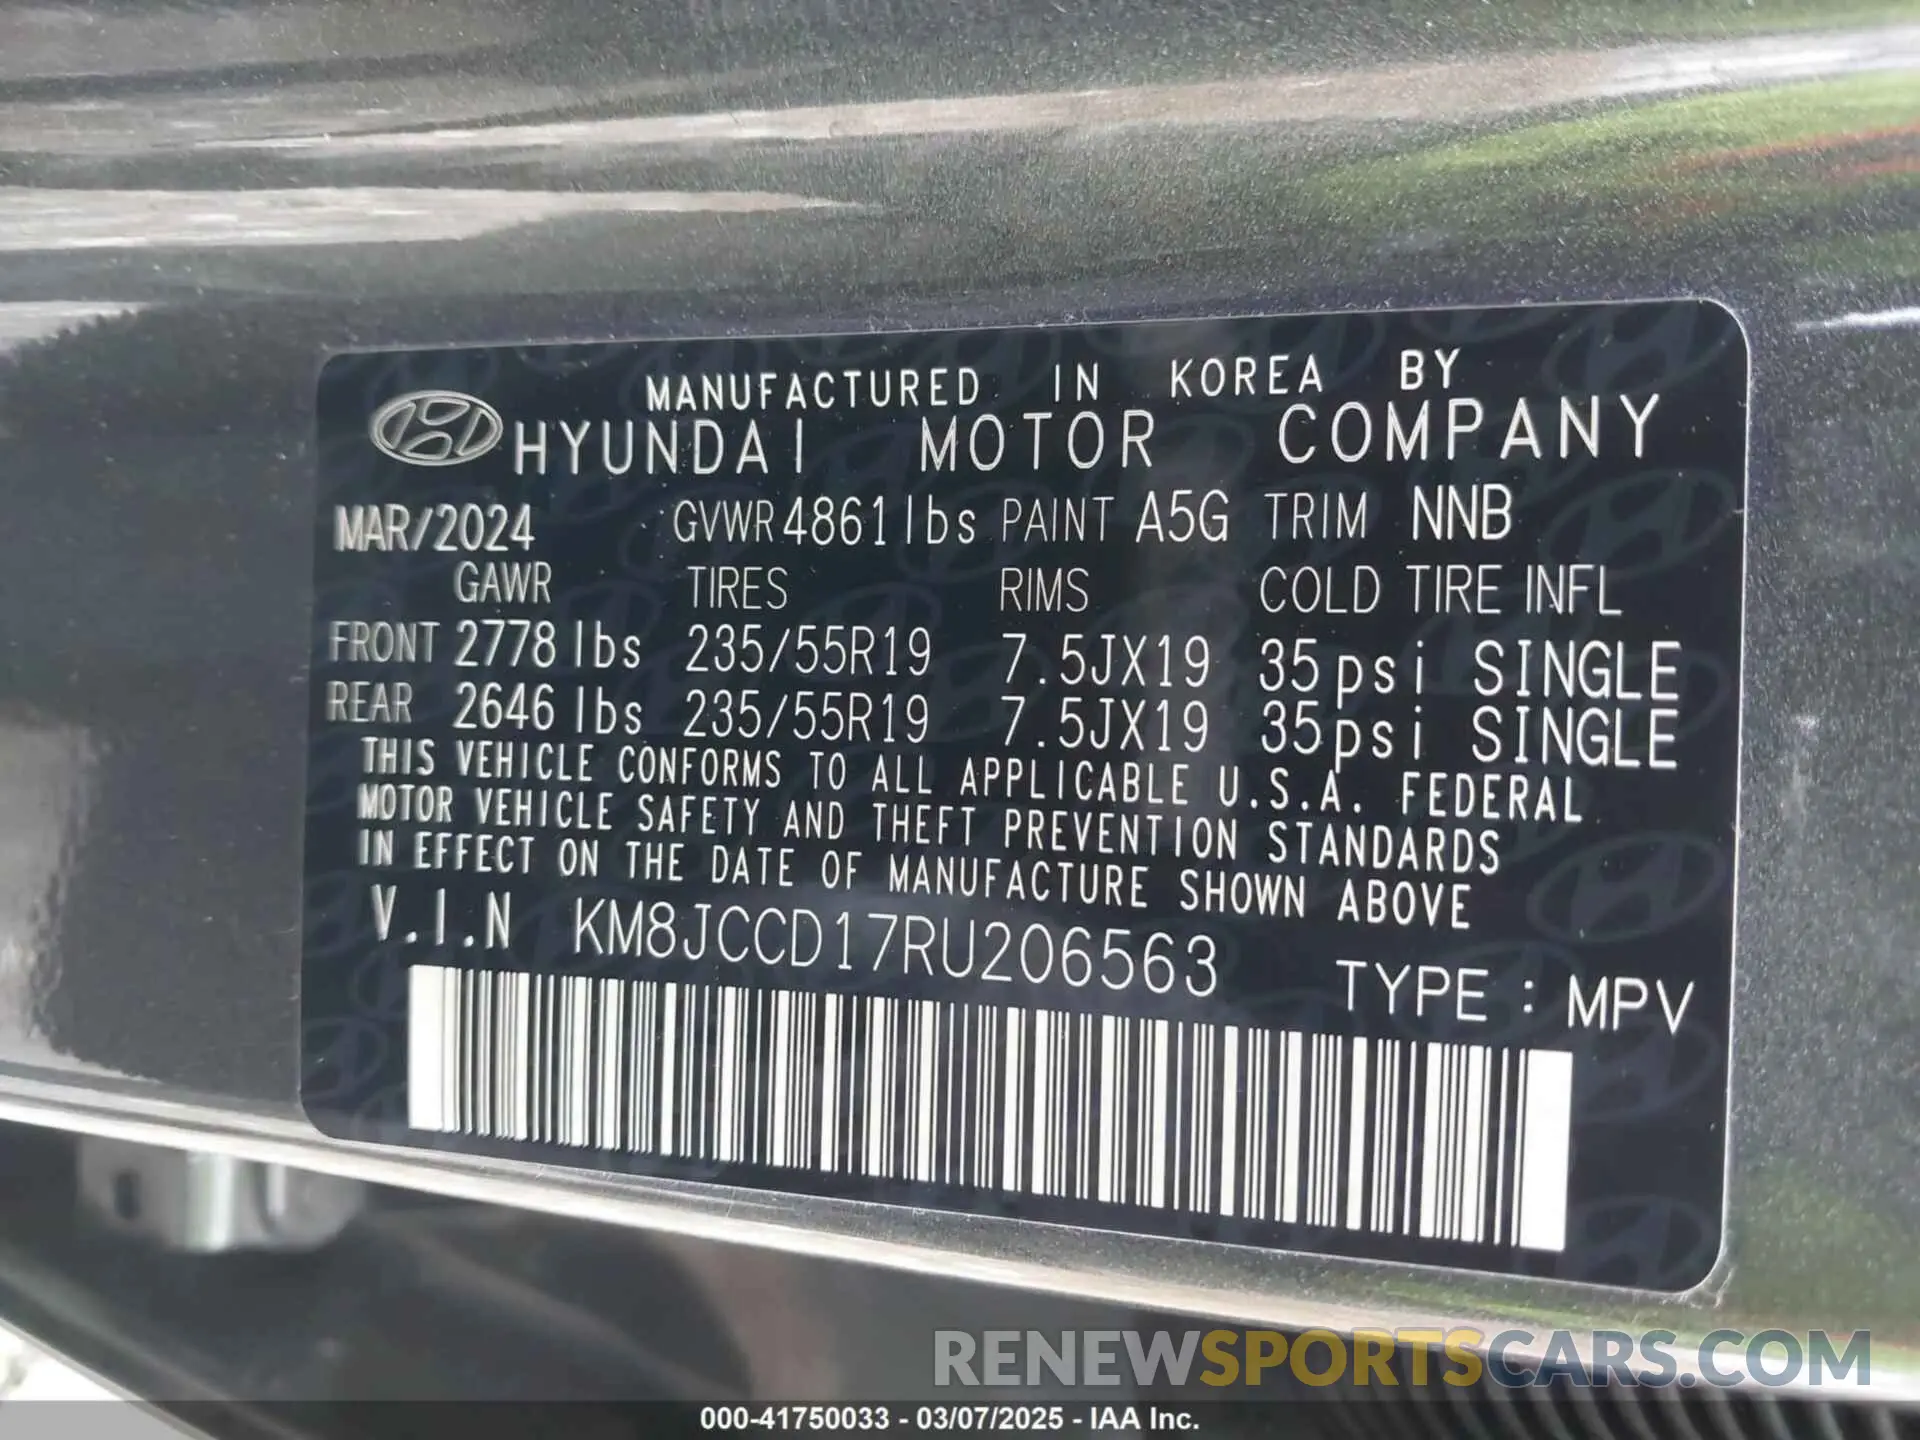 MANUFACTURED IN KOREA BY
HYUNDAI MOTOR COMPANY
MAR/2024 GVWR 4861 lbs PAINT A5G TRIM NNB
GAWR TIRES RIMS COLD TIRE INFL
FRONT 2778 lbs 235/55R19 7.5JX19 35psi SINGLE
REAR 2646 lbs 235/55R19 7.5JX19 35psi SINGLE
THIS VEHICLE CONFORMS TO ALL APPLICABLE U.S.A. FEDERAL
MOTOR VEHICLE SAFETY AND THEFT PREVENTION STANDARDS
IN EFFECT ON THE DATE OF MANUFACTURE SHOWN ABOVE
V.I.N KM8JCCD17RU206563
TYPE : MPV
RENEWSPORTSCARS.COM
000-41750033 - 03/07/2025 - IAA Inc.